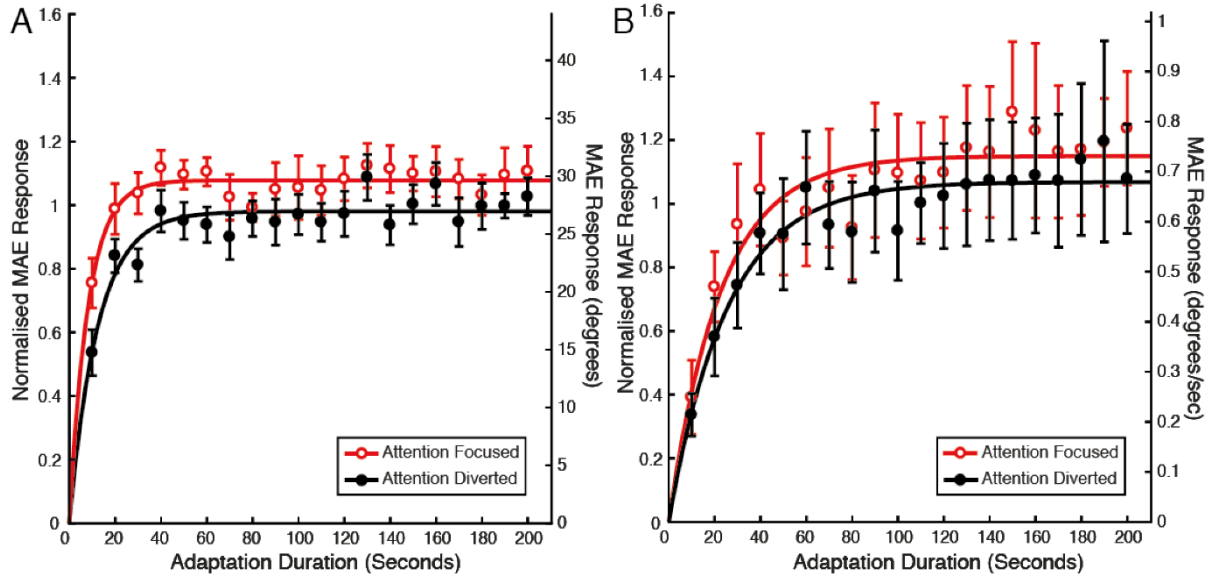 A
Normalised MAE Response
1.6
1.4
1.2
1
0.8
0.6
0.4
0.2
0
0 20 40 60 80 100 120 140 160 180 200
Adaptation Duration (Seconds)
40
35
30
25
20
15
10
5
0
MAE Response (degrees)
Attention Focused
Attention Diverted
B
Normalised MAE Response
1.6
1.4
1.2
1
0.8
0.6
0.4
0.2
0
0 20 40 60 80 100 120 140 160 180 200
Adaptation Duration (Seconds)
1
0.9
0.8
0.7
0.6
0.5
0.4
0.3
0.2
0.1
0
MAE Response (degrees/sec)
Attention Focused
Attention Diverted